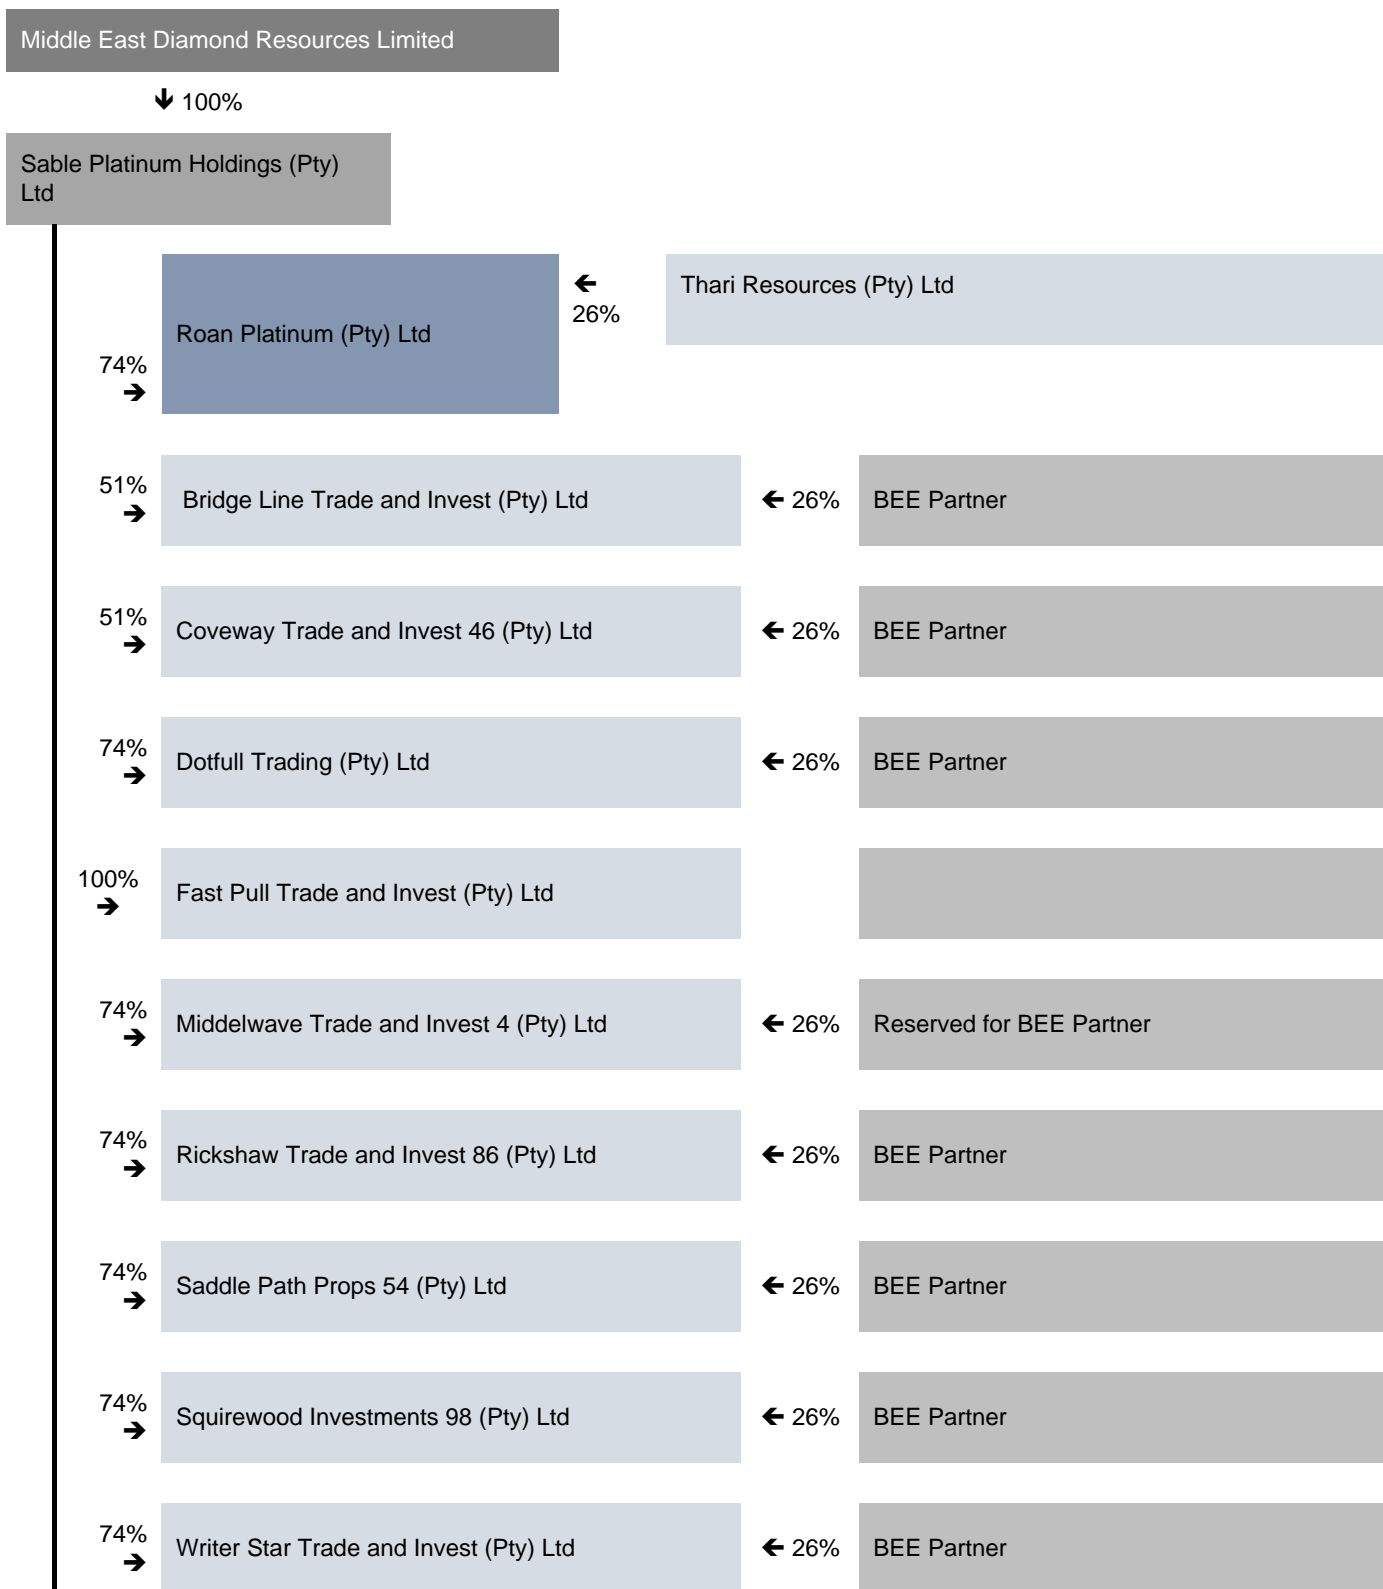 Middle East Diamond Resources Limited
🡻 100%
Sable Platinum Holdings (Pty)
Ltd
74%
🡺
Roan Platinum (Pty) Ltd
🡸
26%
Thari Resources (Pty) Ltd
51%
🡺
Bridge Line Trade and Invest (Pty) Ltd
🡸 26%
BEE Partner
51%
🡺
Coveway Trade and Invest 46 (Pty) Ltd
🡸 26%
BEE Partner
74%
🡺
Dotfull Trading (Pty) Ltd
🡸 26%
BEE Partner
100%
🡺
Fast Pull Trade and Invest (Pty) Ltd
74%
🡺
Middelwave Trade and Invest 4 (Pty) Ltd
🡸 26%
Reserved for BEE Partner
74%
🡺
Rickshaw Trade and Invest 86 (Pty) Ltd
🡸 26%
BEE Partner
74%
🡺
Saddle Path Props 54 (Pty) Ltd
🡸 26%
BEE Partner
74%
🡺
Squirewood Investments 98 (Pty) Ltd
🡸 26%
BEE Partner
74%
🡺
Writer Star Trade and Invest (Pty) Ltd
🡸 26%
BEE Partner